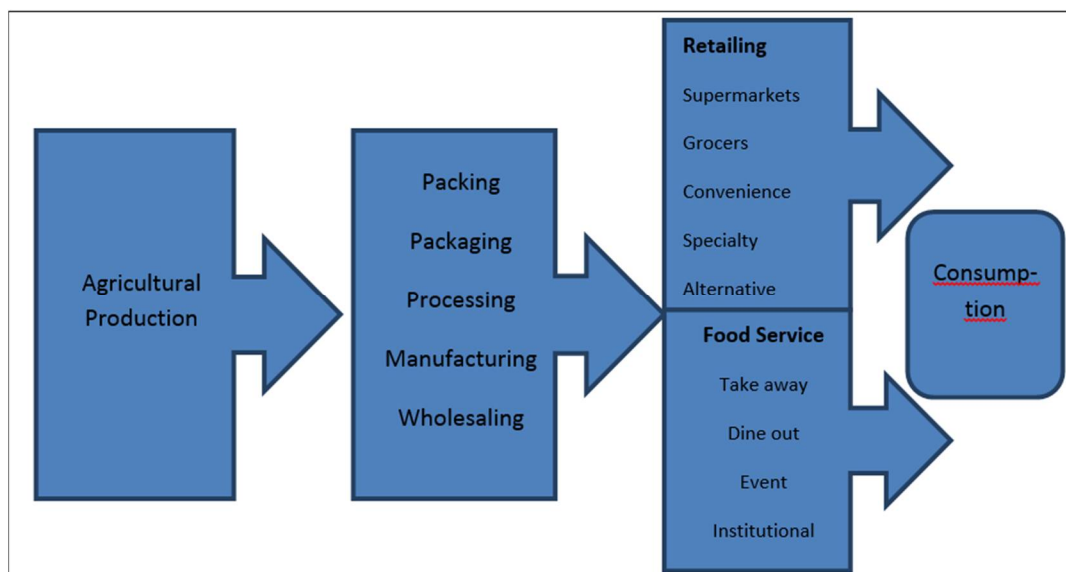 Agricultural
Production
Packing
Packaging
Processing
Manufacturing
Wholesaling
Retailing
Supermarkets
Grocers
Convenience
Specialty
Alternative
Food Service
Take away
Dine out
Event
Institutional
Consump-
tion